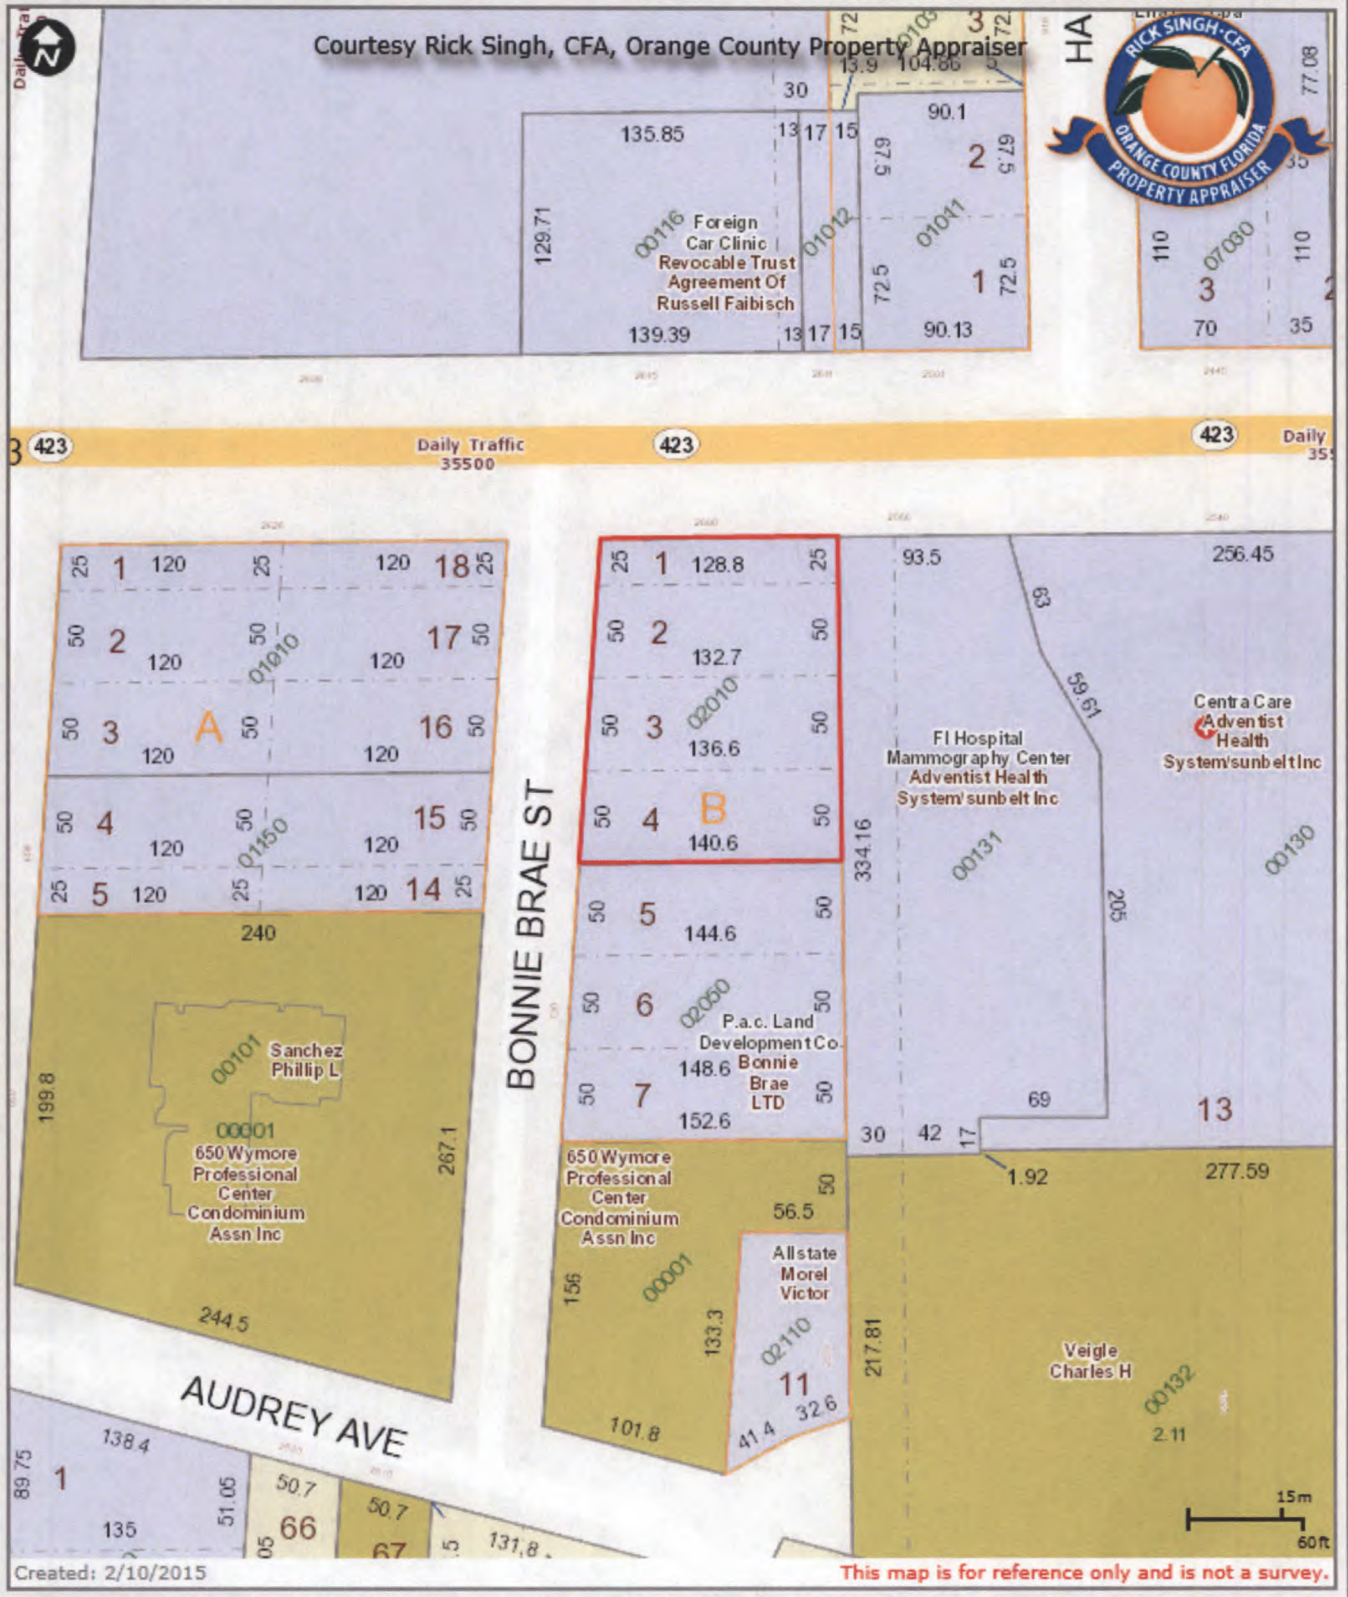 N
Courtesy Rick Singh, CFA, Orange County Property Appraiser
RICK SINGH·CFA
ORANGE COUNTY FLORIDA
PROPERTY APPRAISER
HA
77.08
72
3
72
13.9
104.86
30
135.85
13
17
15
90.1
67.5
2
67.5
35
129.71
00116
Foreign
Car Clinic
Revocable Trust
Agreement Of
Russell Faibisch
01012
01011
72.5
1
72.5
139.39
13
17
15
90.13
110
07030
110
3
2
70
35
423
Daily Traffic
35500
423
423
Daily
25
1
120
25
120
18
25
50
2
50
17
50
120
01010
120
50
3
A
50
16
50
120
120
50
4
50
15
50
120
01150
120
25
5
120
25
120
14
25
BONNIE BRAE ST
25
1
128.8
25
50
2
50
132.7
50
3
02010
50
136.6
50
4
B
50
140.6
50
5
50
144.6
50
6
02050
50
P.a.c. Land
Development Co
148.6
Bonnie
Brae
LTD
50
7
50
152.6
93.5
256.45
63
59.61
FI Hospital
Mammography Center
Adventist Health
System/sunbelt Inc
Centra Care
Adventist
Health
System/sunbelt Inc
334.16
00131
00130
205
69
13
30
42
17
1.92
277.59
240
00101
Sanchez
Phillip L
199.8
00001
650 Wymore
Professional
Center
Condominium
Assn Inc
267.1
244.5
650 Wymore
Professional
Center
Condominium
Assn Inc
50
56.5
156
00001
133.3
Allstate
Morel
Victor
02110
11
41.4
32.6
101.8
217.81
Veigle
Charles H
00132
2.11
AUDREY AVE
89.75
1
138.4
51.05
135
50.7
66
05
50.7
67
.5
131.8
15m
60ft
Created: 2/10/2015
This map is for reference only and is not a survey.